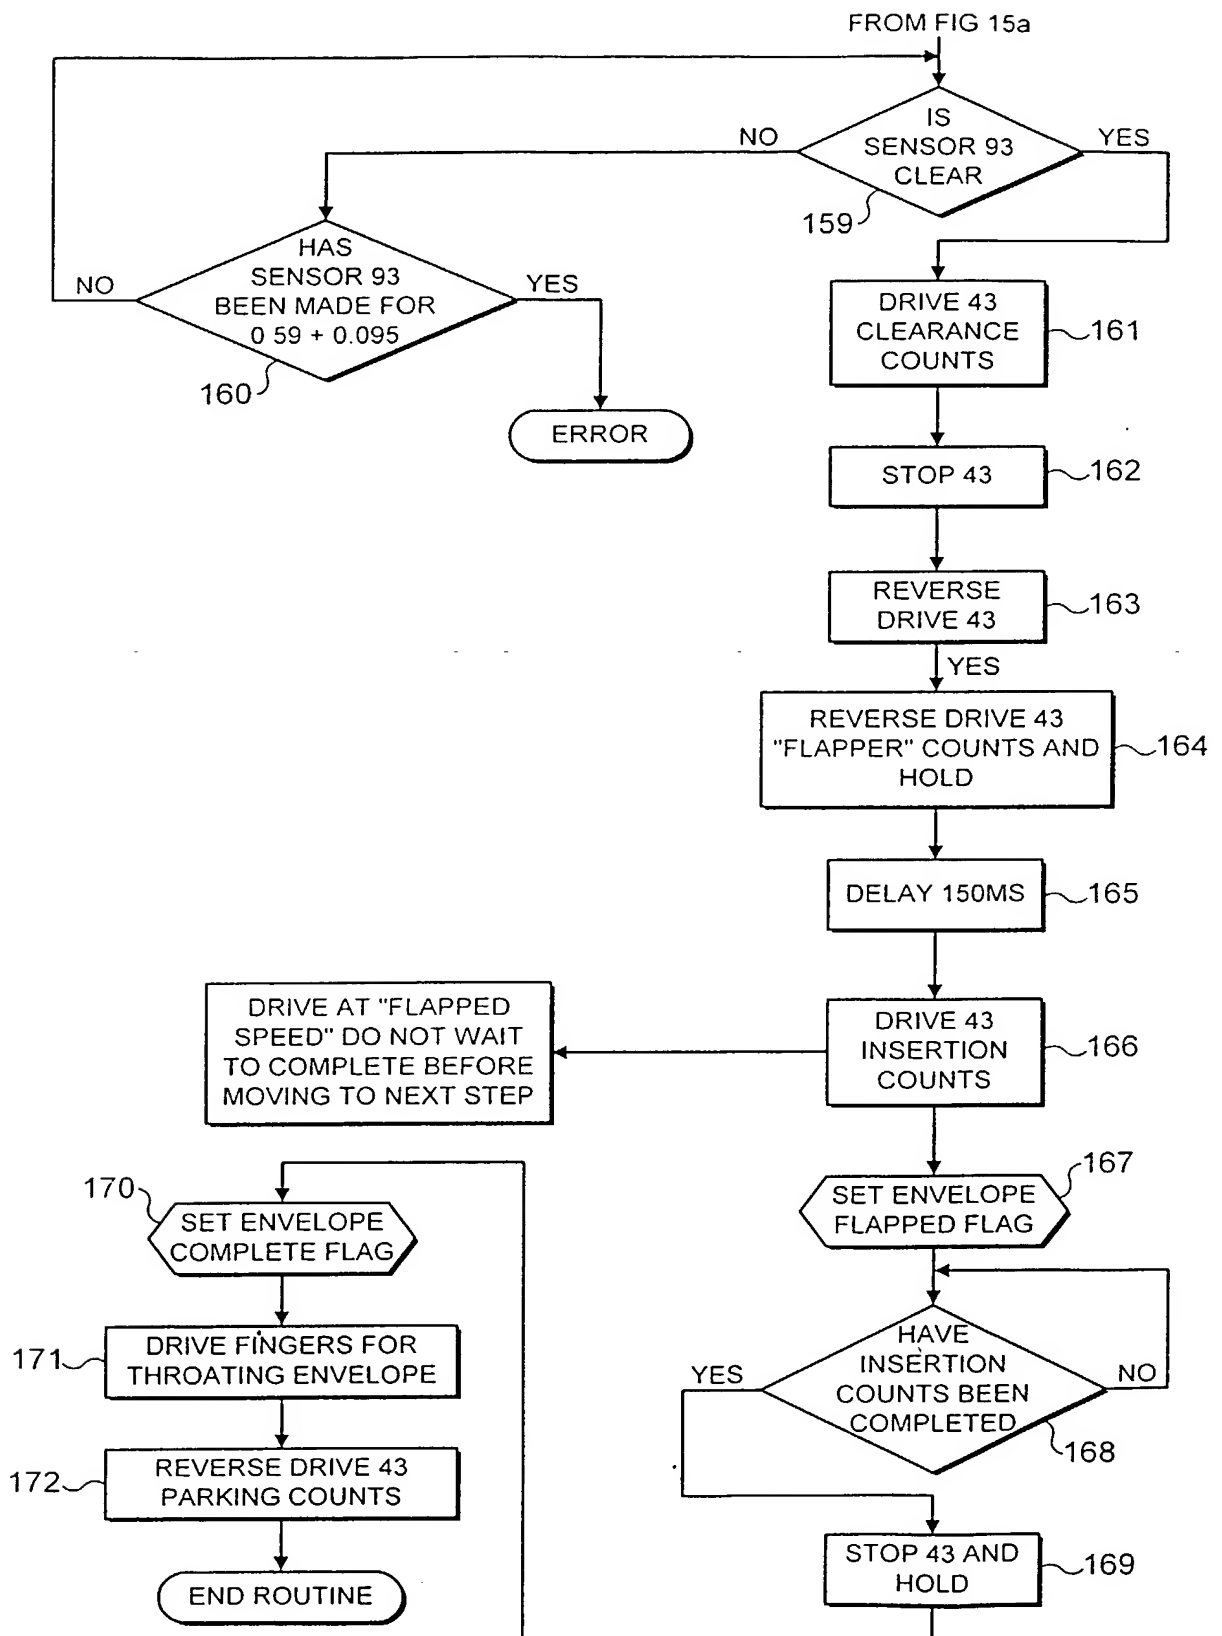 FROM FIG 15a
IS
SENSOR 93
CLEAR
NO
YES
159
HAS
SENSOR 93
BEEN MADE FOR
0 59 + 0.095
NO
YES
160
ERROR
DRIVE 43
CLEARANCE
COUNTS
161
STOP 43
162
REVERSE
DRIVE 43
163
YES
REVERSE DRIVE 43
"FLAPPER" COUNTS AND
HOLD
164
DELAY 150MS
165
DRIVE 43
INSERTION
COUNTS
166
DRIVE AT "FLAPPED
SPEED" DO NOT WAIT
TO COMPLETE BEFORE
MOVING TO NEXT STEP
SET ENVELOPE
FLAPPED FLAG
167
HAVE
INSERTION
COUNTS BEEN
COMPLETED
YES
NO
168
STOP 43 AND
HOLD
169
170
SET ENVELOPE
COMPLETE FLAG
171
DRIVE FINGERS FOR
THROATING ENVELOPE
172
REVERSE DRIVE 43
PARKING COUNTS
END ROUTINE